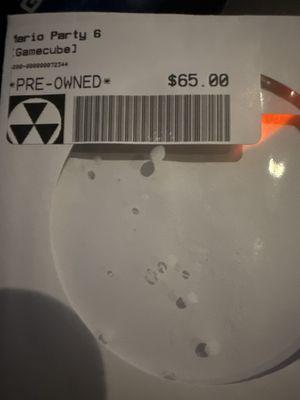 Mario Party 6
[Gamecube]
*PRE-OWNED* $65.00